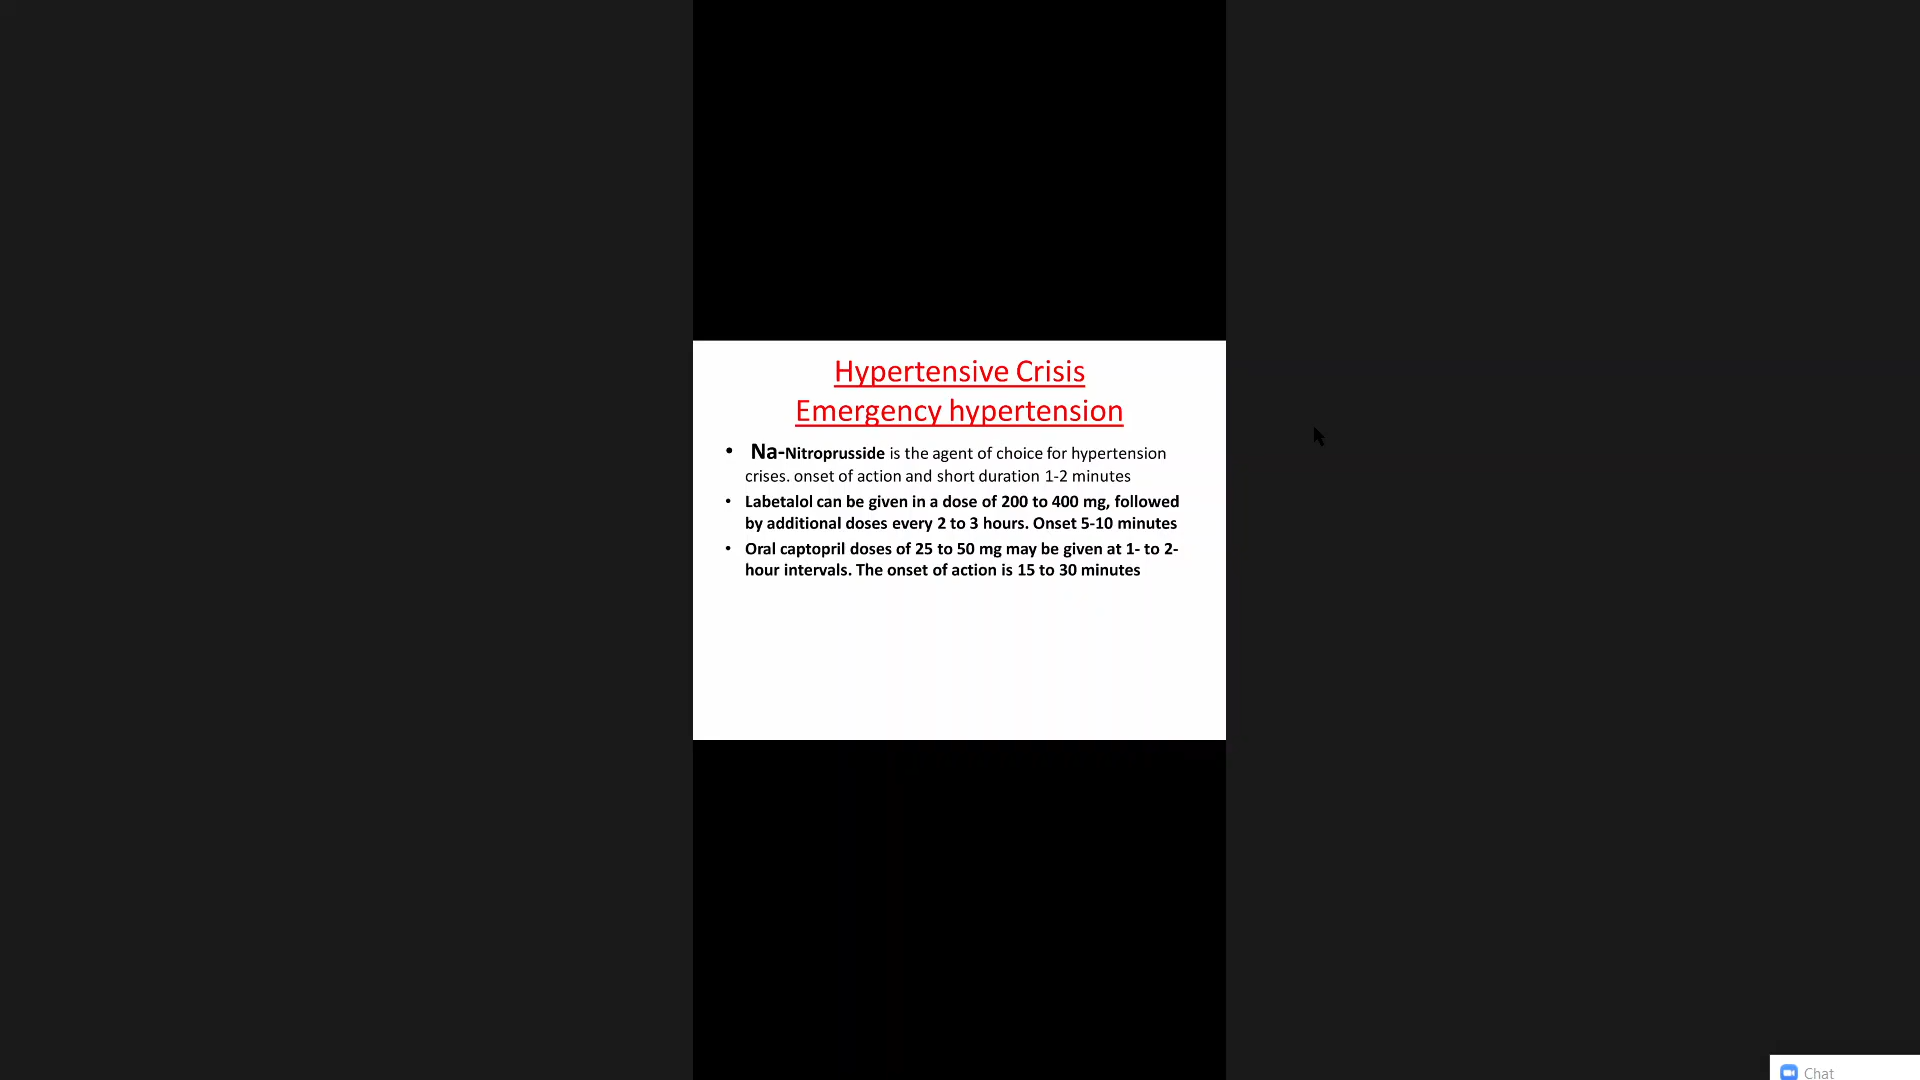 Hypertensive Crisis
Emergency hypertension
• Na-Nitroprusside is the agent of choice for hypertension
crises. onset of action and short duration 1-2 minutes
• Labetalol can be given in a dose of 200 to 400 mg, followed
by additional doses every 2 to 3 hours. Onset 5-10 minutes
• Oral captopril doses of 25 to 50 mg may be given at 1- to 2-
hour intervals. The onset of action is 15 to 30 minutes
Chat